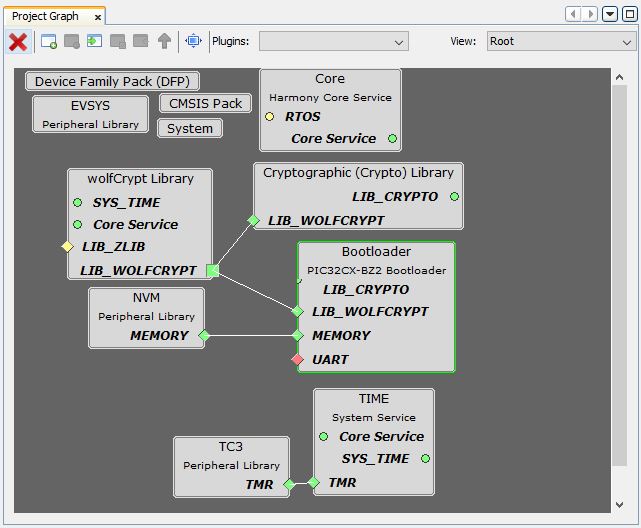 Project Graph
Plugins:
View:
Root
Device Family Pack (DFP)
EVSYS
Peripheral Library
CMSIS Pack
System
Core
Harmony Core Service
RTOS
Core Service
wolfCrypt Library
SYS_TIME
Core Service
LIB_ZLIB
LIB_WOLFCRYPT
Cryptographic (Crypto) Library
LIB_CRYPTO
LIB_WOLFCRYPT
Bootloader
PIC32CX-BZ2 Bootloader
LIB_CRYPTO
LIB_WOLFCRYPT
MEMORY
UART
NVM
Peripheral Library
MEMORY
TIME
System Service
Core Service
SYS_TIME
TMR
TC3
Peripheral Library
TMR